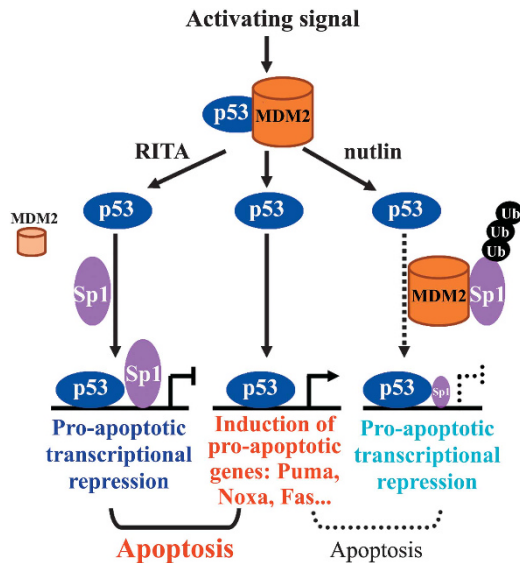 Activating signal
p53
MDM2
RITA
nutlin
p53
p53
p53
MDM2
Sp1
Ub
Ub
Ub
MDM2
Sp1
p53
Sp1
p53
p53
Sp1
Pro-apoptotic
transcriptional
repression
Induction of
pro-apoptotic
genes: Puma,
Noxa, Fas...
Pro-apoptotic
transcriptional
repression
Apoptosis
Apoptosis